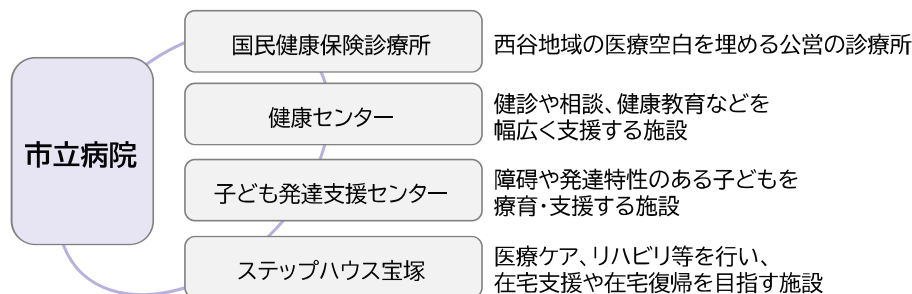 市立病院
国民健康保険診療所
西谷地域の医療空白を埋める公営の診療所
健康センター
健診や相談、健康教育などを
幅広く支援する施設
子ども発達支援センター
障碍や発達特性のある子どもを
療育・支援する施設
ステップハウス宝塚
医療ケア、リハビリ等を行い、
在宅支援や在宅復帰を目指す施設